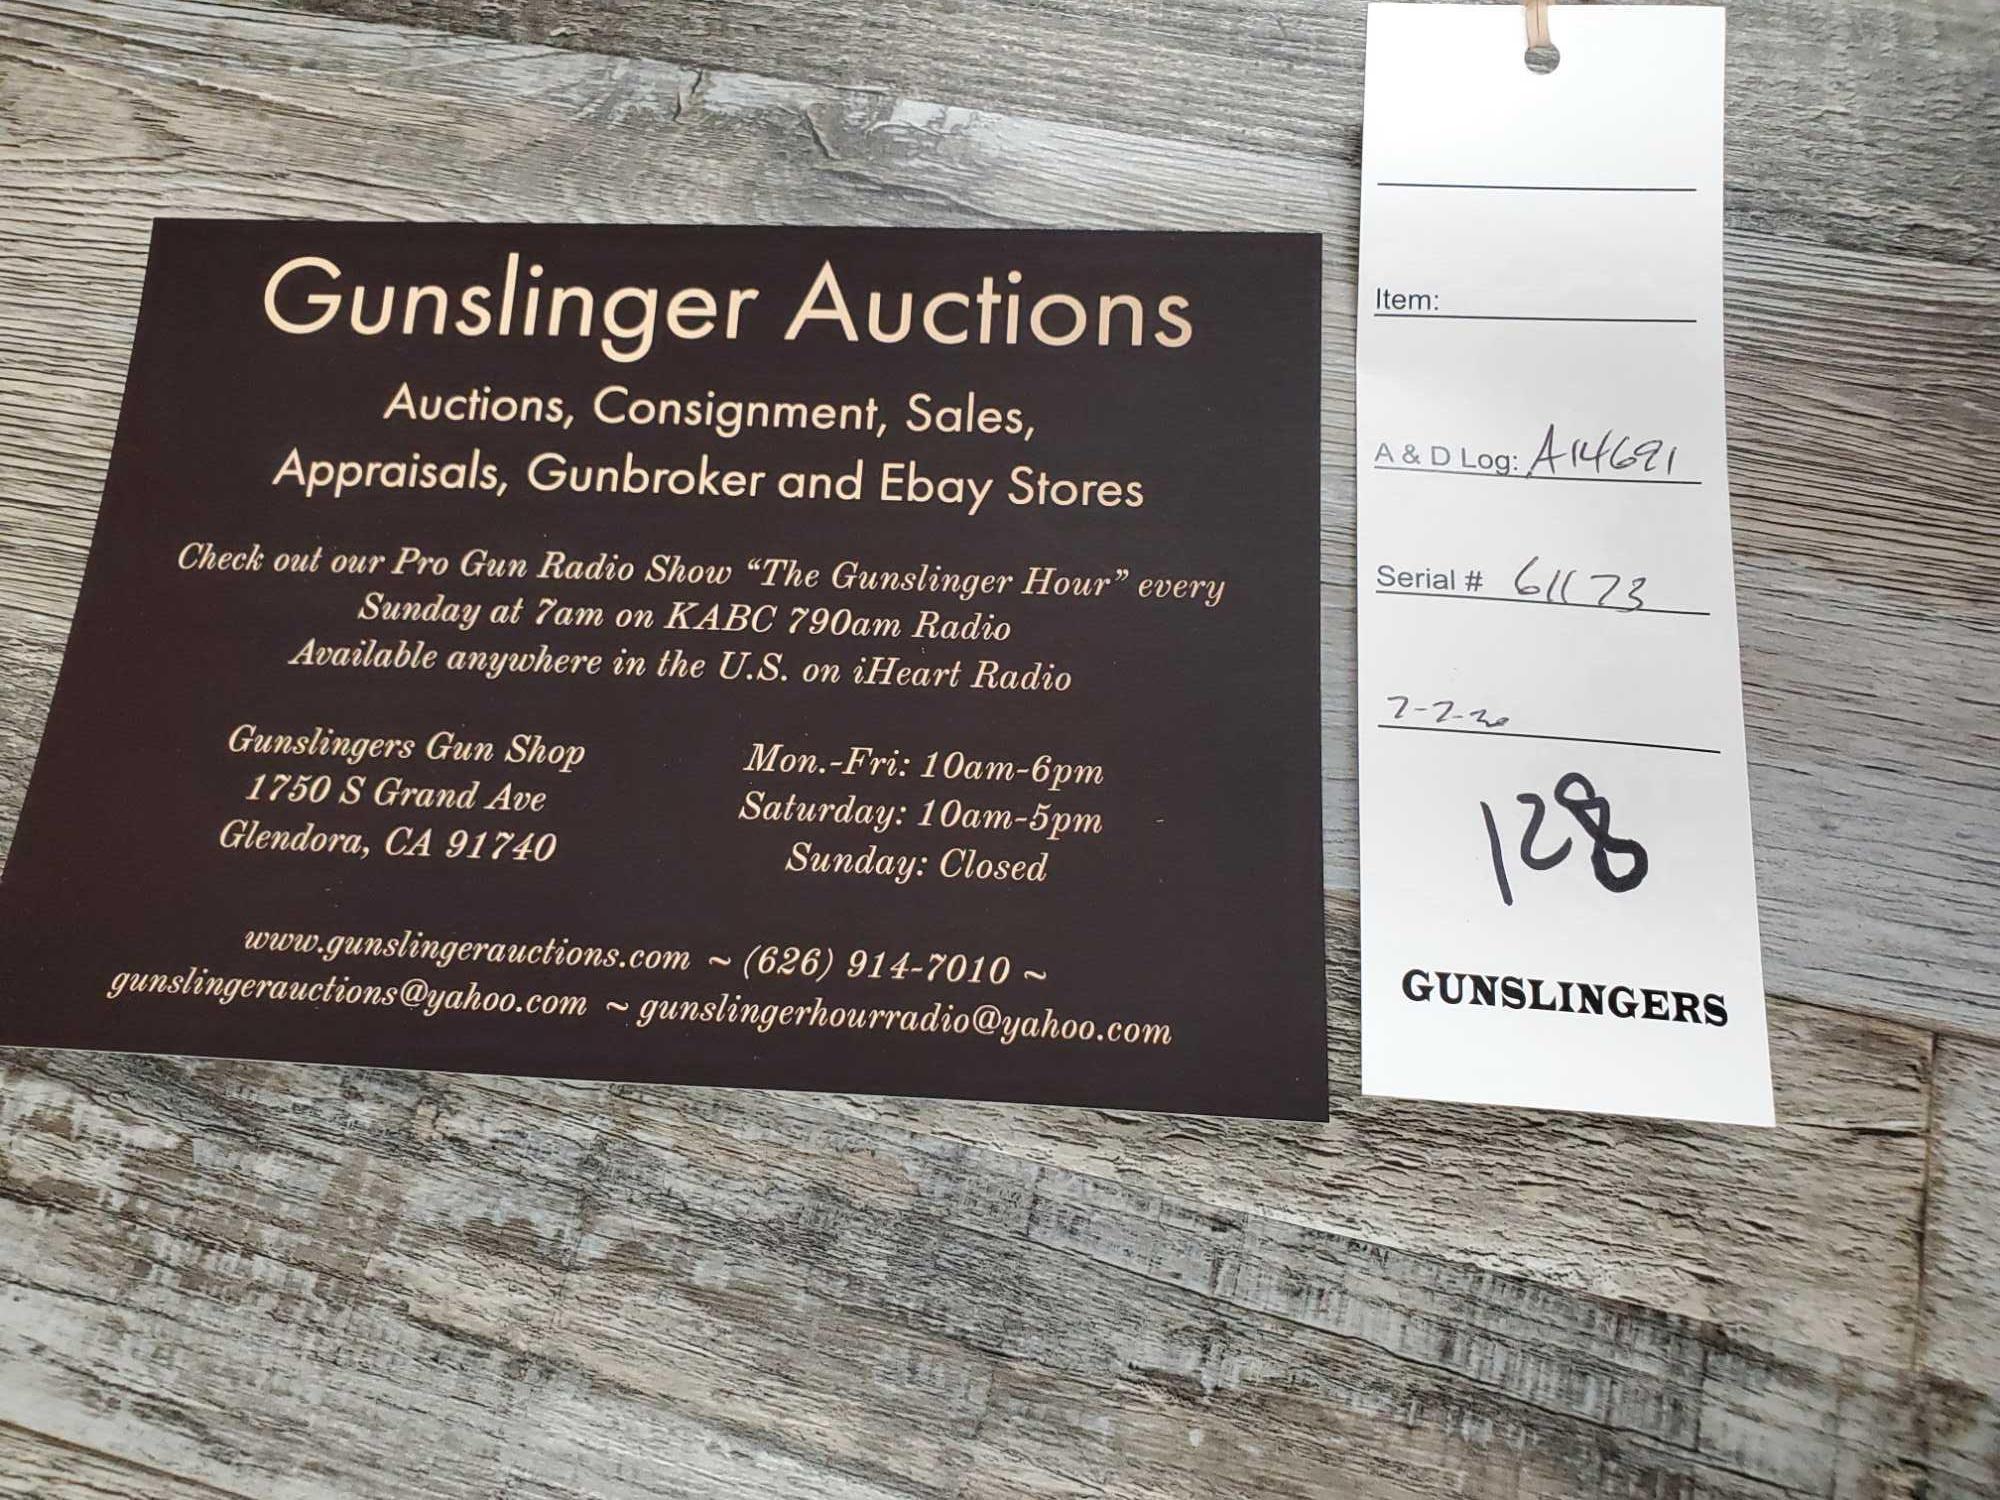 Gunslinger Auctions
Auctions, Consignment, Sales,
Appraisals, Gunbroker and Ebay Stores
Check out our Pro Gun Radio Show “The Gunslinger Hour” every
Sunday at 7am on KABC 790am Radio
Available anywhere in the U.S. on iHeart Radio
Gunslingers Gun Shop
1750 S Grand Ave
Glendora, CA 91740
Mon.-Fri: 10am-6pm
Saturday: 10am-5pm
Sunday: Closed
www.gunslingerauctions.com ~ (626) 914-7010 ~
gunslingerauctions@yahoo.com ~ gunslingerhourradio@yahoo.com
Item:
A & D Log: A14691
Serial # 61173
7-7-20
128
GUNSLINGERS